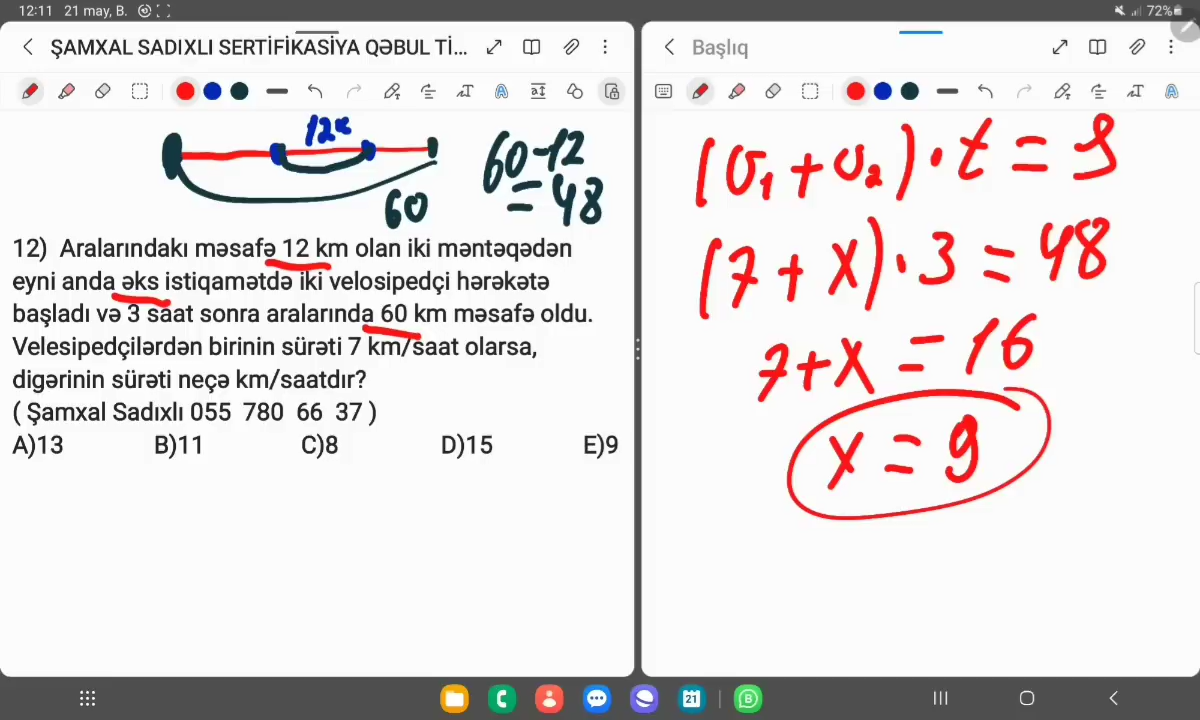 12:11 21 may, B. 72%
ŞAMXAL SADIXLI SERTİFİKASİYA QƏBUL Tİ...
12
60
60-12
=48
12) Aralarındakı məsafə 12 km olan iki məntəqədən
eyni anda əks istiqamətdə iki velosipedçi hərəkətə
başladı və 3 saat sonra aralarında 60 km məsafə oldu.
Velesipedçilərdən birinin sürəti 7 km/saat olarsa,
digərinin sürəti neçə km/saatdır?
( Şamxal Sadıxlı 055 780 66 37 )
A)13 B)11 C)8 D)15 E)9
Başlıq
(υ₁+υ₂)·t=S
(7+x)·3=48
7+x=16
x=9
21